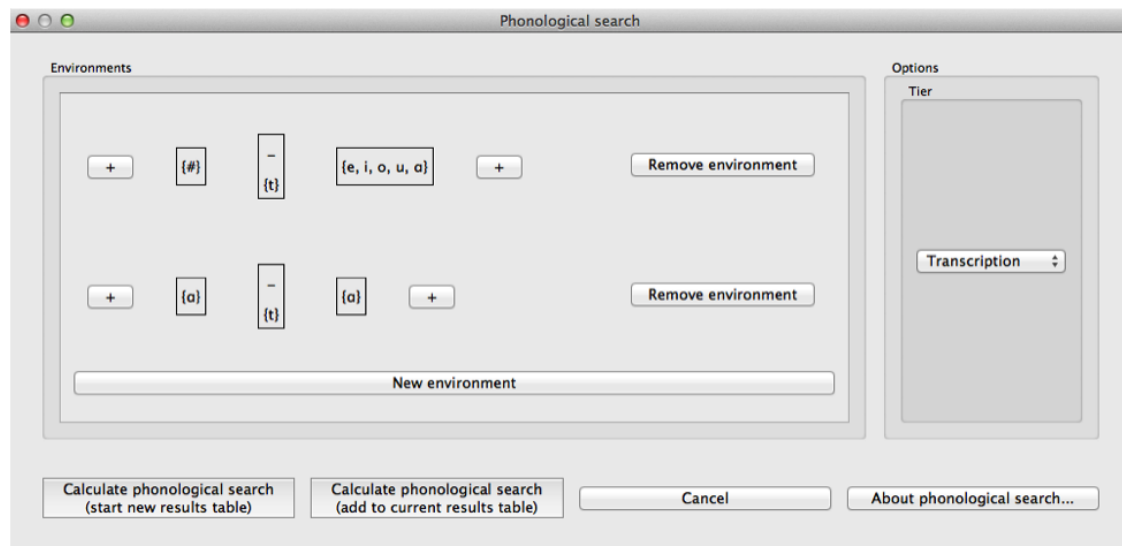 Phonological search
Environments
Options
Tier
+ {#} _ {e, i, o, u, ɑ} + Remove environment
{t}
Transcription
+ {ɑ} _ {ɑ} + Remove environment
{t}
New environment
Calculate phonological search
(start new results table)
Calculate phonological search
(add to current results table)
Cancel
About phonological search...